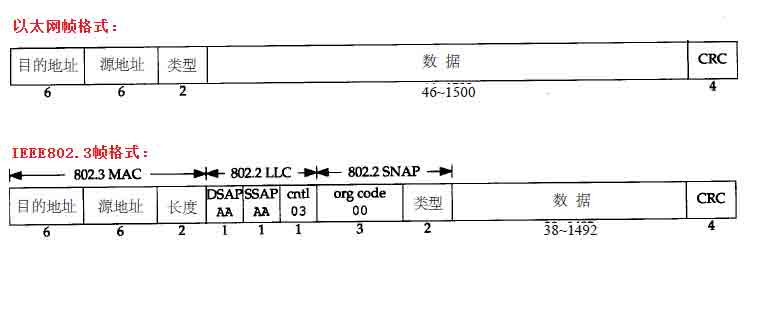 以太网帧格式：
目的地址 源地址 类型 数据 CRC
6 6 2 46~1500 4
IEEE802.3帧格式：
802.3 MAC 802.2 LLC 802.2 SNAP
目的地址 源地址 长度 DSAP AA SSAP AA cntl 03 org code 00 类型 数据 CRC
6 6 2 1 1 1 3 2 38~1492 4